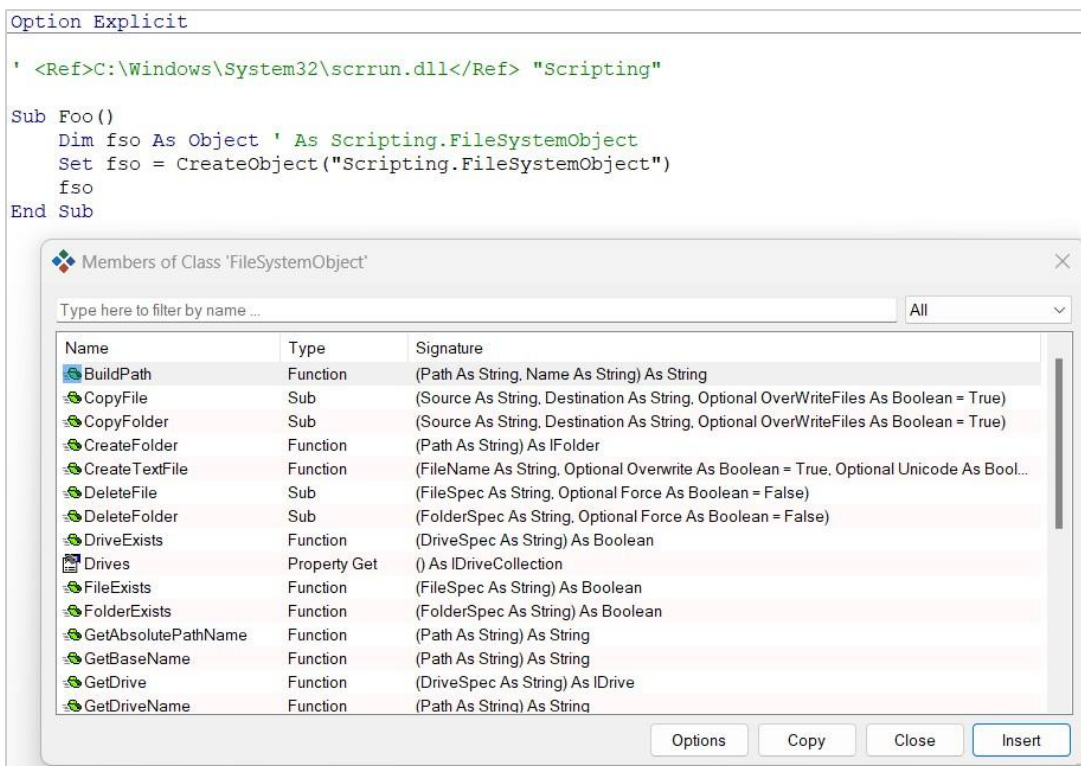 Option Explicit
' <Ref>C:\Windows\System32\scrrun.dll</Ref> "Scripting"
Sub Foo()
Dim fso As Object ' As Scripting.FileSystemObject
Set fso = CreateObject("Scripting.FileSystemObject")
fso
End Sub
Members of Class 'FileSystemObject'
Type here to filter by name ... All
Name Type Signature
BuildPath Function (Path As String, Name As String) As String
CopyFile Sub (Source As String, Destination As String, Optional OverWriteFiles As Boolean = True)
CopyFolder Sub (Source As String, Destination As String, Optional OverWriteFiles As Boolean = True)
CreateFolder Function (Path As String) As IFolder
CreateTextFile Function (FileName As String, Optional Overwrite As Boolean = True, Optional Unicode As Bool...
DeleteFile Sub (FileSpec As String, Optional Force As Boolean = False)
DeleteFolder Sub (FolderSpec As String, Optional Force As Boolean = False)
DriveExists Function (DriveSpec As String) As Boolean
Drives Property Get () As IDriveCollection
FileExists Function (FileSpec As String) As Boolean
FolderExists Function (FolderSpec As String) As Boolean
GetAbsolutePathName Function (Path As String) As String
GetBaseName Function (Path As String) As String
GetDrive Function (DriveSpec As String) As IDrive
GetDriveName Function (Path As String) As String
Options Copy Close Insert